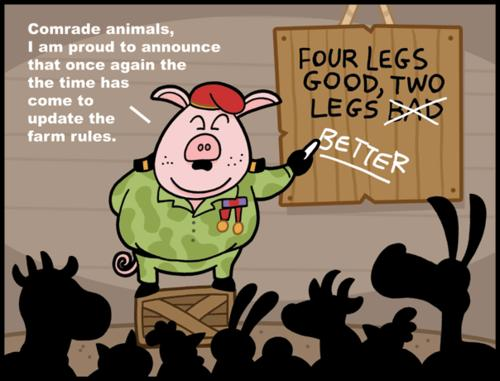 Comrade animals,
I am proud to announce
that once again the
the time has
come to
update the
farm rules.
FOUR LEGS
GOOD, TWO
LEGS BAD
BETTER